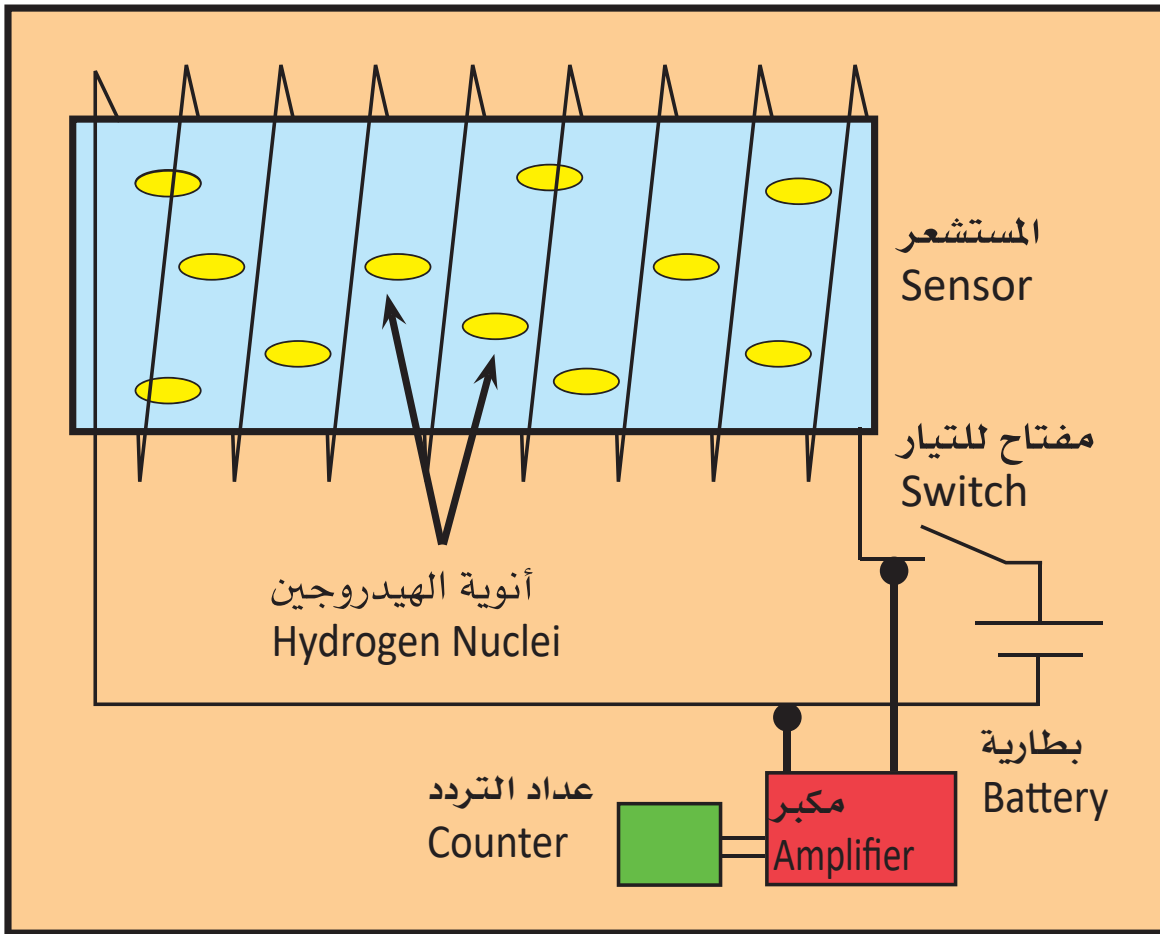 المستشعر
Sensor
مفتاح للتيار
Switch
أنوية الهيدروجين
Hydrogen Nuclei
بطارية
Battery
عداد التردد
Counter
مكبر
Amplifier